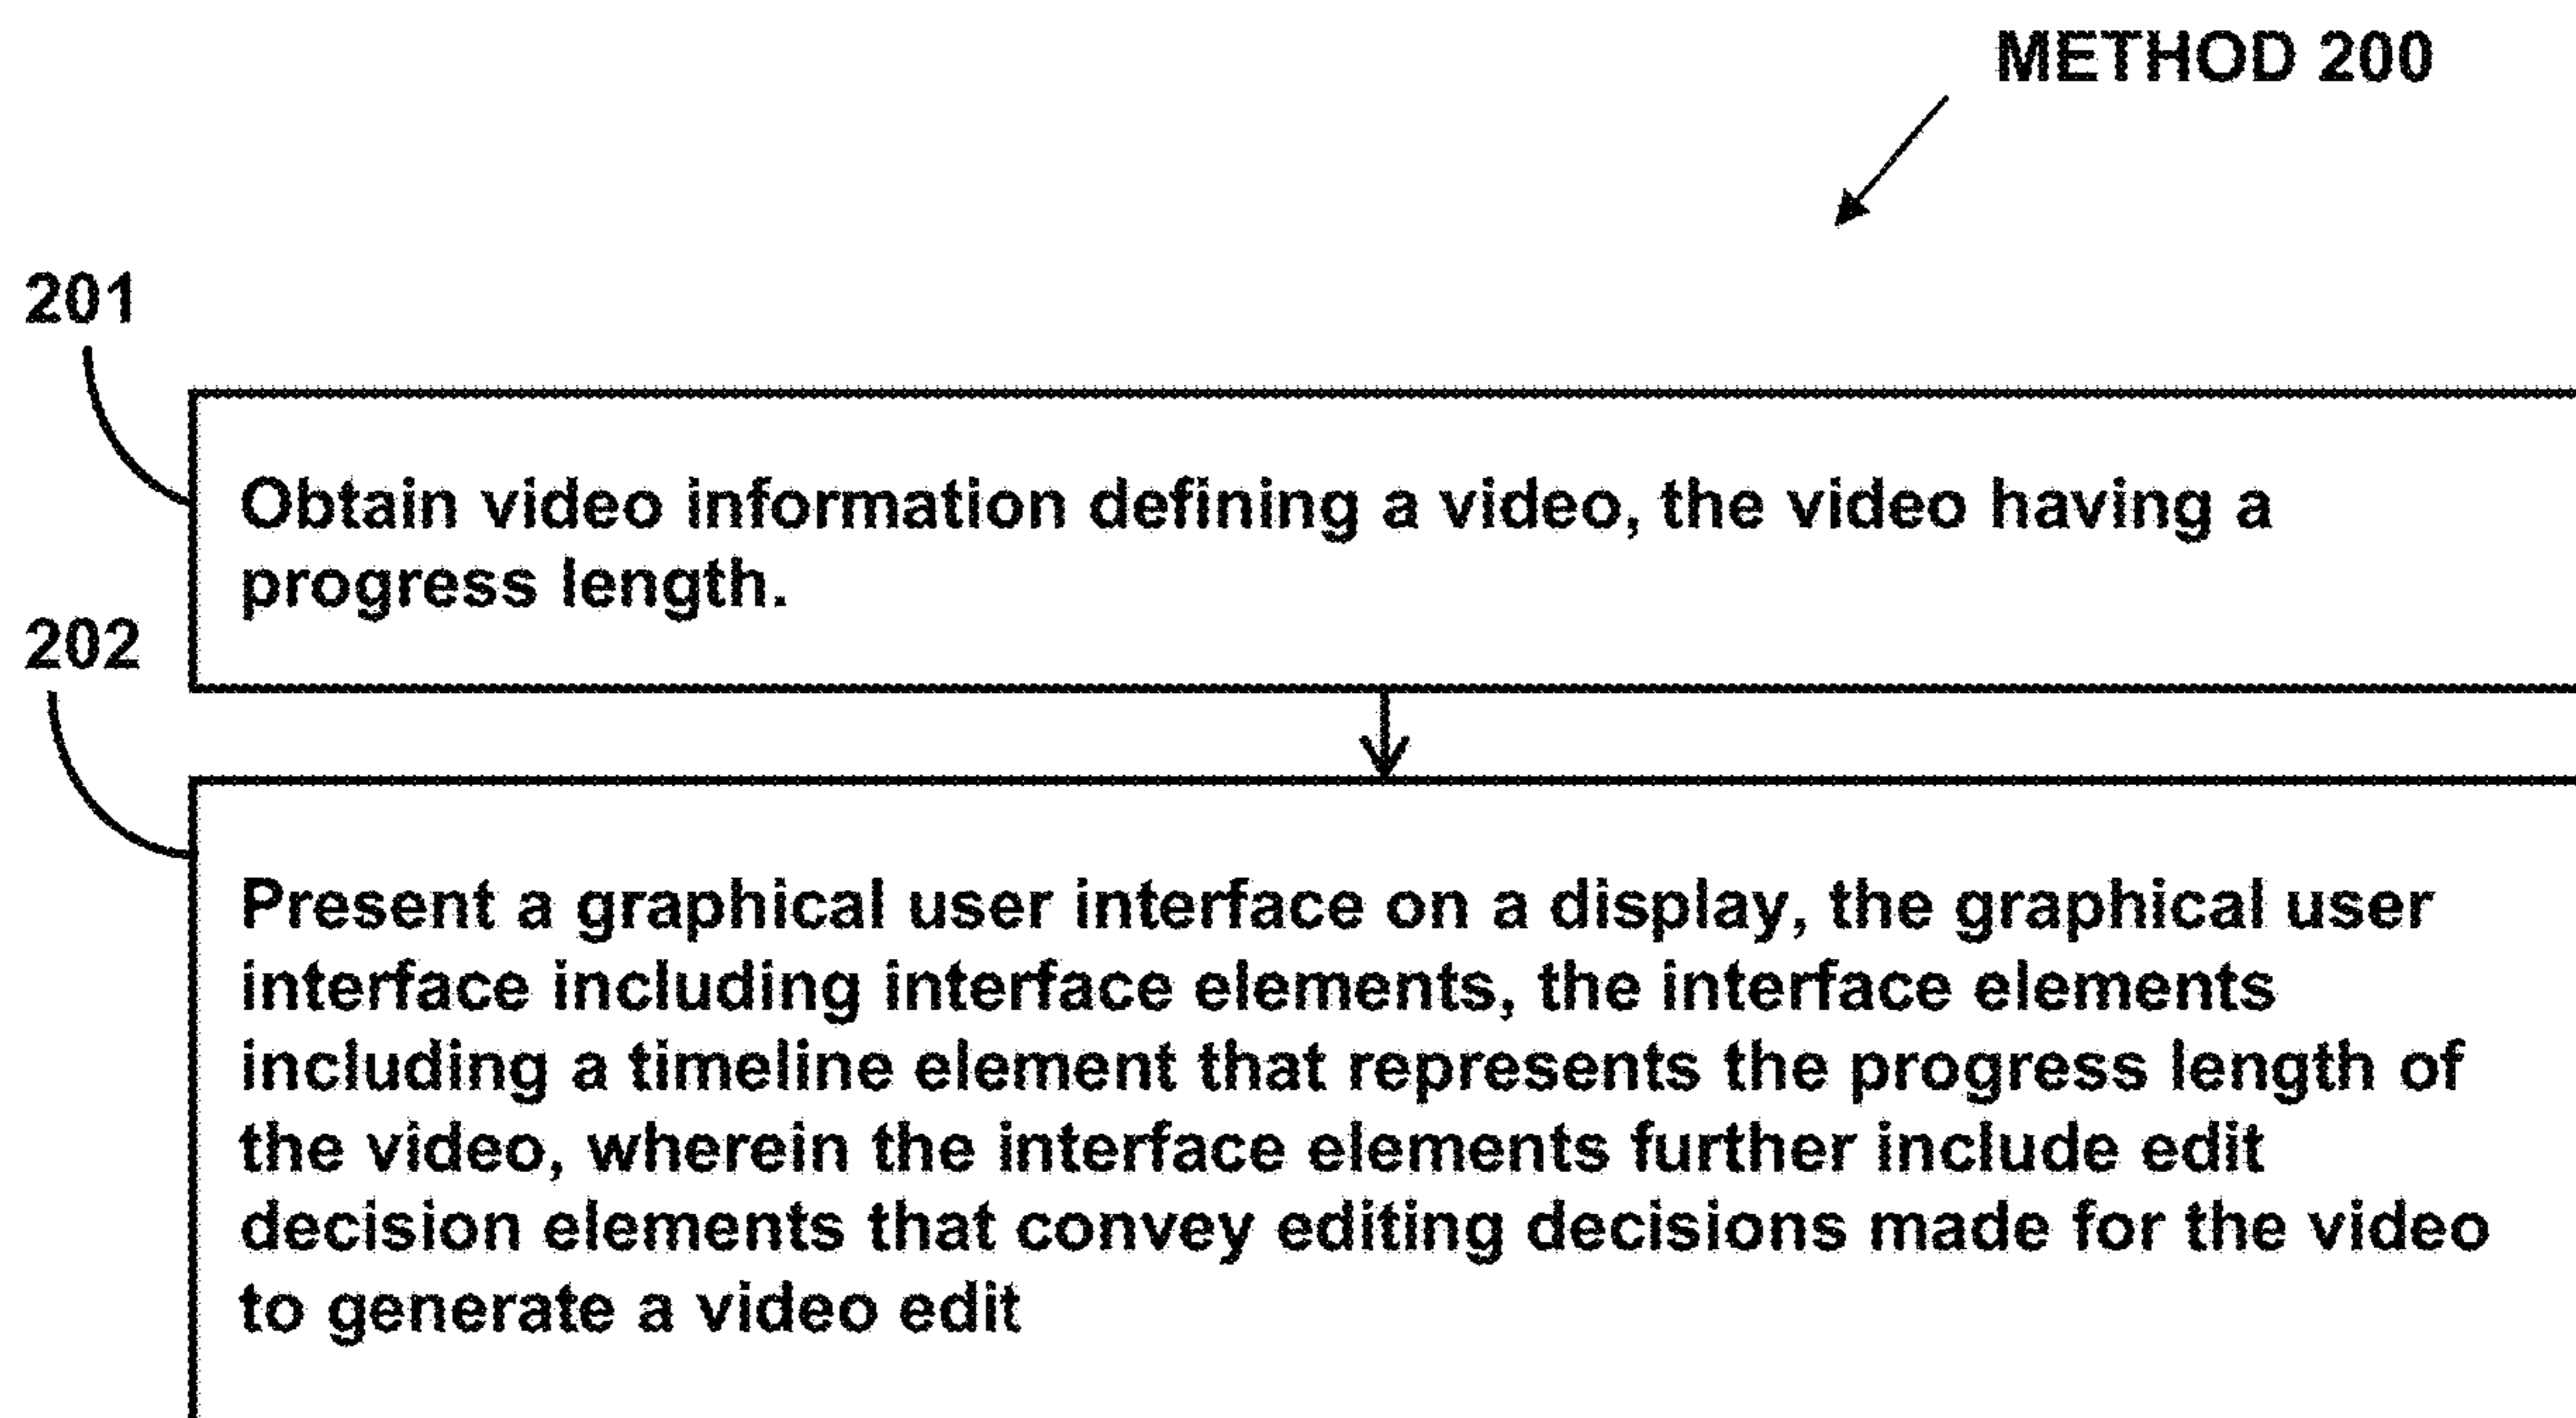 METHOD 200
201
Obtain video information defining a video, the video having a
progress length.
202
Present a graphical user interface on a display, the graphical user
interface including interface elements, the interface elements
including a timeline element that represents the progress length of
the video, wherein the interface elements further include edit
decision elements that convey editing decisions made for the video
to generate a video edit